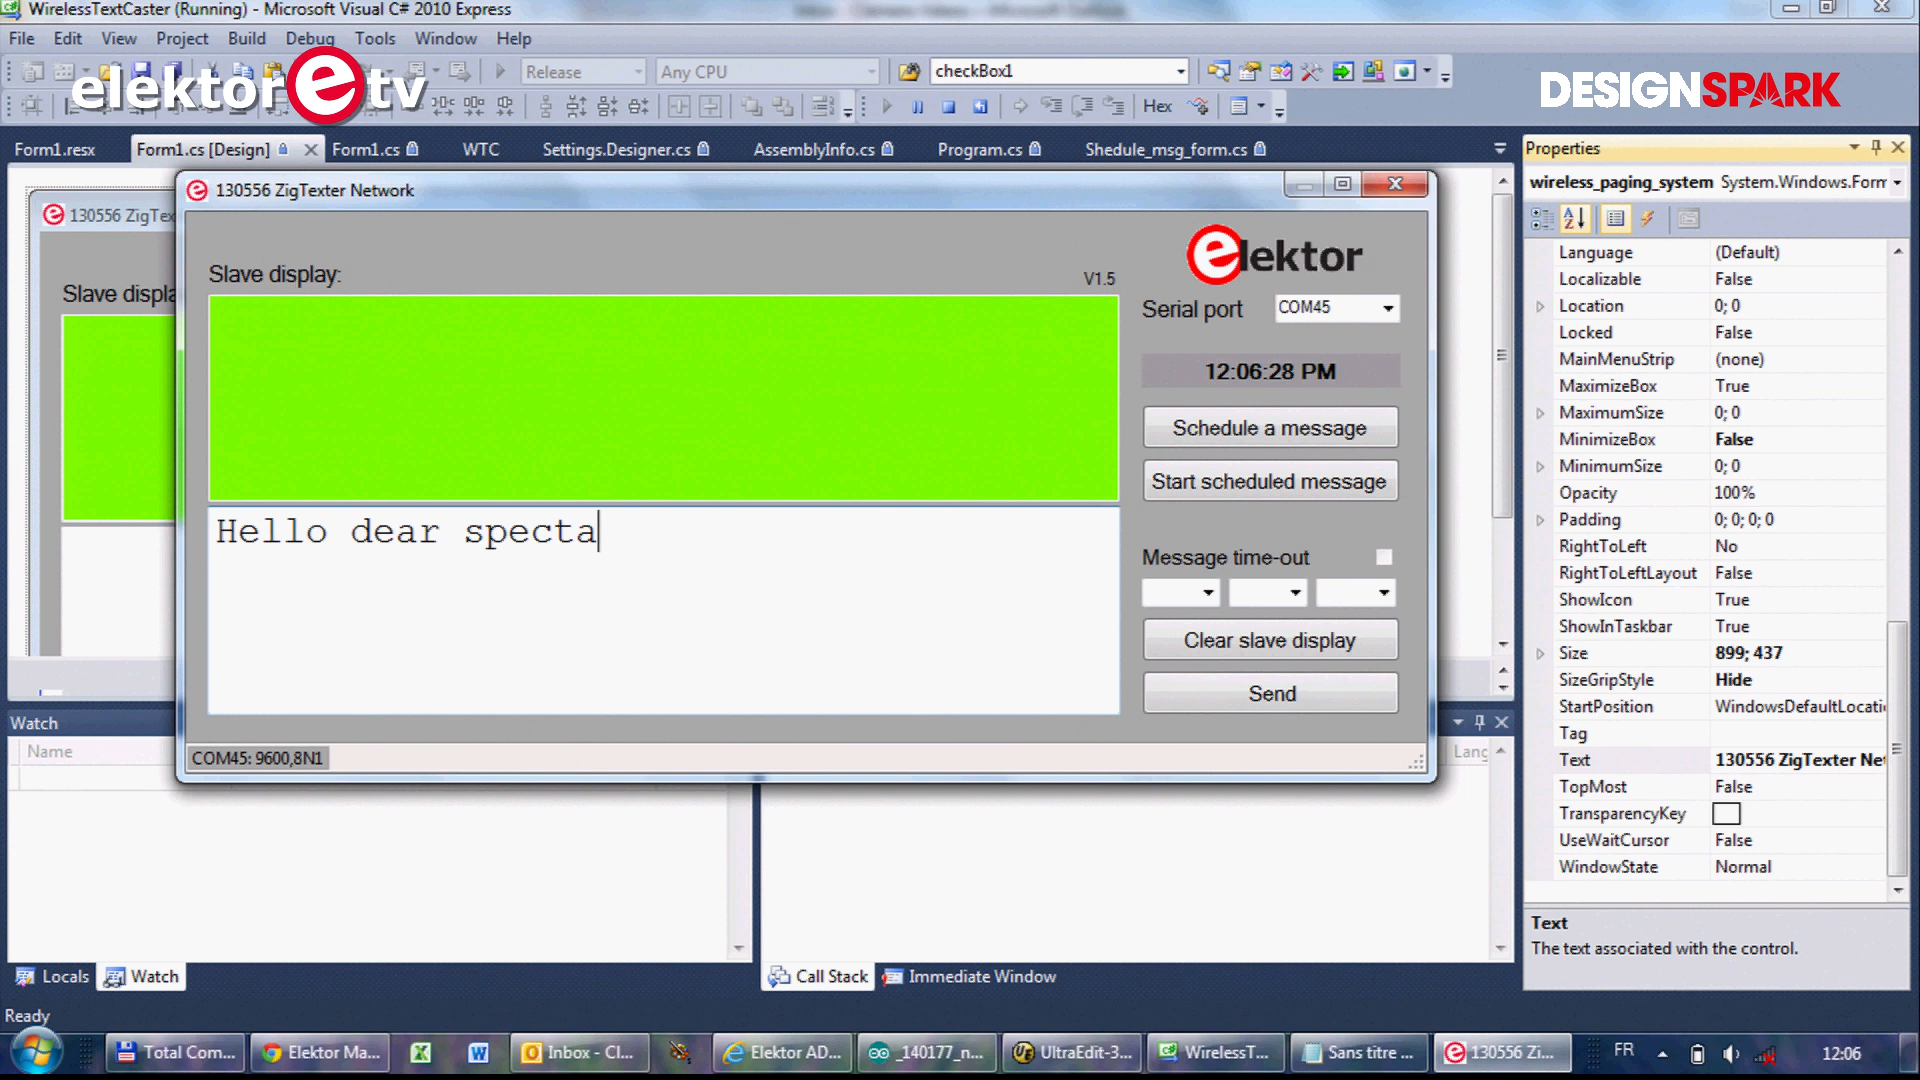 WirelessTextCaster (Running) - Microsoft Visual C# 2010 Express
File Edit View Project Build Debug Tools Window Help
Release Any CPU checkBox1
elektor e tv
DESIGNSPARK
Hex
Form1.resx Form1.cs [Design] Form1.cs WTC Settings.Designer.cs AssemblyInfo.cs Program.cs Shedule_msg_form.cs
Properties
wireless_paging_system System.Windows.Form
130556 ZigTex
Slave displa
130556 ZigTexter Network
elektor
Slave display:
V1.5
Serial port COM45
12:06:28 PM
Schedule a message
Start scheduled message
Hello dear specta
Message time-out
Clear slave display
Send
COM45: 9600,8N1
Language (Default)
Localizable False
Location 0; 0
Locked False
MainMenuStrip (none)
MaximizeBox True
MaximumSize 0; 0
MinimizeBox False
MinimumSize 0; 0
Opacity 100%
Padding 0; 0; 0; 0
RightToLeft No
RightToLeftLayout False
ShowIcon True
ShowInTaskbar True
Size 899; 437
SizeGripStyle Hide
StartPosition WindowsDefaultLocati
Tag
Text 130556 ZigTexter Net
TopMost False
TransparencyKey
UseWaitCursor False
WindowState Normal
Text
The text associated with the control.
Watch
Name
Lang
Locals Watch
Call Stack Immediate Window
Ready
Total Com... Elektor Ma... Inbox - Cl... Elektor AD... _140177_n... UltraEdit-3... WirelessT... Sans titre ... 130556 Zi... FR 12:06